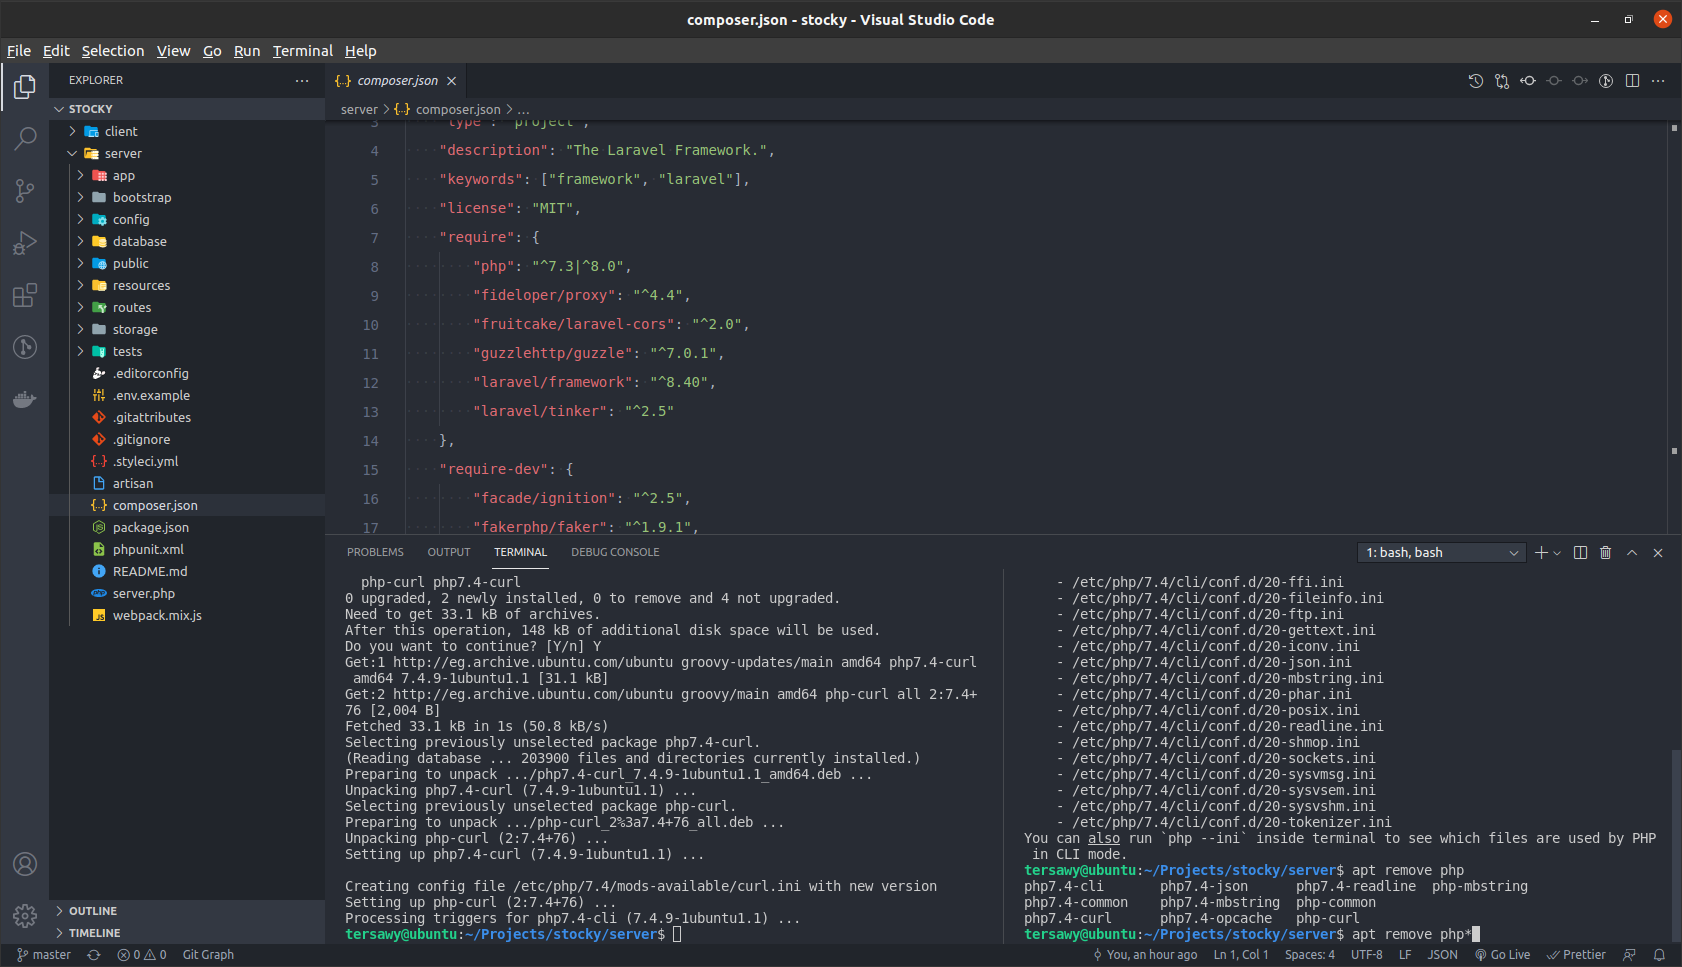 composer.json - stocky - Visual Studio Code
File Edit Selection View Go Run Terminal Help
EXPLORER
STOCKY
client
server
app
bootstrap
config
database
public
resources
routes
storage
tests
.editorconfig
.env.example
.gitattributes
.gitignore
.styleci.yml
artisan
composer.json
package.json
phpunit.xml
README.md
server.php
webpack.mix.js
OUTLINE
TIMELINE
composer.json
server > composer.json > ...
3 "type": "project",
4 "description": "The Laravel Framework.",
5 "keywords": ["framework", "laravel"],
6 "license": "MIT",
7 "require": {
8 "php": "^7.3|^8.0",
9 "fideloper/proxy": "^4.4",
10 "fruitcake/laravel-cors": "^2.0",
11 "guzzlehttp/guzzle": "^7.0.1",
12 "laravel/framework": "^8.40",
13 "laravel/tinker": "^2.5"
14 },
15 "require-dev": {
16 "facade/ignition": "^2.5",
17 "fakerphp/faker": "^1.9.1",
PROBLEMS OUTPUT TERMINAL DEBUG CONSOLE
1: bash, bash
php-curl php7.4-curl
0 upgraded, 2 newly installed, 0 to remove and 4 not upgraded.
Need to get 33.1 kB of archives.
After this operation, 148 kB of additional disk space will be used.
Do you want to continue? [Y/n] Y
Get:1 http://eg.archive.ubuntu.com/ubuntu groovy-updates/main amd64 php7.4-curl
amd64 7.4.9-1ubuntu1.1 [31.1 kB]
Get:2 http://eg.archive.ubuntu.com/ubuntu groovy/main amd64 php-curl all 2:7.4+
76 [2,004 B]
Fetched 33.1 kB in 1s (50.8 kB/s)
Selecting previously unselected package php7.4-curl.
(Reading database ... 203900 files and directories currently installed.)
Preparing to unpack .../php7.4-curl_7.4.9-1ubuntu1.1_amd64.deb ...
Unpacking php7.4-curl (7.4.9-1ubuntu1.1) ...
Selecting previously unselected package php-curl.
Preparing to unpack .../php-curl_2%3a7.4+76_all.deb ...
Unpacking php-curl (2:7.4+76) ...
Setting up php7.4-curl (7.4.9-1ubuntu1.1) ...
Creating config file /etc/php/7.4/mods-available/curl.ini with new version
Setting up php-curl (2:7.4+76) ...
Processing triggers for php7.4-cli (7.4.9-1ubuntu1.1) ...
tersawy@ubuntu:~/Projects/stocky/server$
- /etc/php/7.4/cli/conf.d/20-ffi.ini
- /etc/php/7.4/cli/conf.d/20-fileinfo.ini
- /etc/php/7.4/cli/conf.d/20-ftp.ini
- /etc/php/7.4/cli/conf.d/20-gettext.ini
- /etc/php/7.4/cli/conf.d/20-iconv.ini
- /etc/php/7.4/cli/conf.d/20-json.ini
- /etc/php/7.4/cli/conf.d/20-mbstring.ini
- /etc/php/7.4/cli/conf.d/20-phar.ini
- /etc/php/7.4/cli/conf.d/20-posix.ini
- /etc/php/7.4/cli/conf.d/20-readline.ini
- /etc/php/7.4/cli/conf.d/20-shmop.ini
- /etc/php/7.4/cli/conf.d/20-sockets.ini
- /etc/php/7.4/cli/conf.d/20-sysvmsg.ini
- /etc/php/7.4/cli/conf.d/20-sysvsem.ini
- /etc/php/7.4/cli/conf.d/20-sysvshm.ini
- /etc/php/7.4/cli/conf.d/20-tokenizer.ini
You can also run `php --ini` inside terminal to see which files are used by PHP
in CLI mode.
tersawy@ubuntu:~/Projects/stocky/server$ apt remove php
php7.4-cli php7.4-json php7.4-readline php-mbstring
php7.4-common php7.4-mbstring php-common
php7.4-curl php7.4-opcache php-curl
tersawy@ubuntu:~/Projects/stocky/server$ apt remove php*
master 0 0 Git Graph You, an hour ago Ln 1, Col 1 Spaces: 4 UTF-8 LF JSON Go Live Prettier